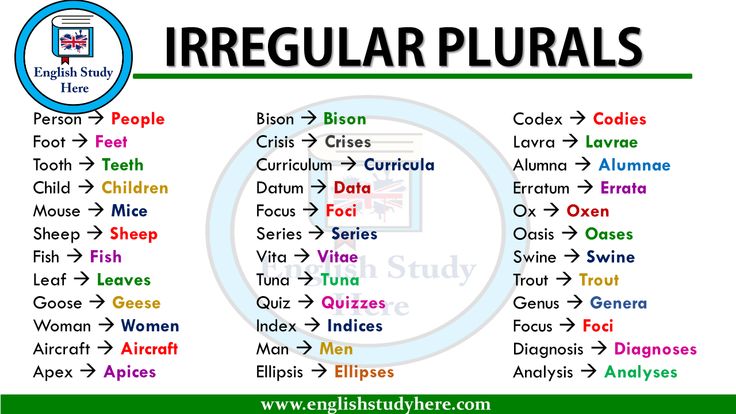 English Study
Here
IRREGULAR PLURALS
Person → People
Foot → Feet
Tooth → Teeth
Child → Children
Mouse → Mice
Sheep → Sheep
Fish → Fish
Leaf → Leaves
Goose → Geese
Woman → Women
Aircraft → Aircraft
Apex → Apices
Bison → Bison
Crisis → Crises
Curriculum → Curricula
Datum → Data
Focus → Foci
Series → Series
Vita → Vitae
Tuna → Tuna
Quiz → Quizzes
Index → Indices
Man → Men
Ellipsis → Ellipses
Codex → Codies
Lavra → Lavrae
Alumna → Alumnae
Erratum → Errata
Ox → Oxen
Oasis → Oases
Swine → Swine
Trout → Trout
Genus → Genera
Focus → Foci
Diagnosis → Diagnoses
Analysis → Analyses
English Study
Here
www.englishstudyhere.com